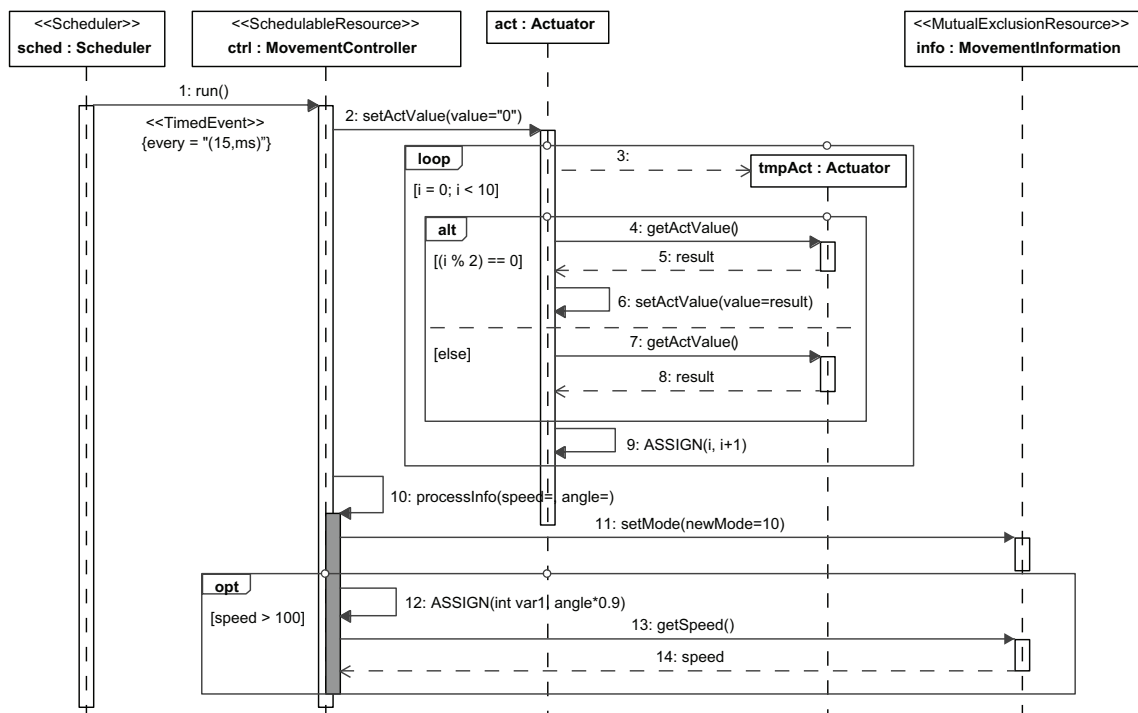 <<Scheduler>>
sched : Scheduler
<<SchedulableResource>>
ctrl : MovementController
act : Actuator
<<MutualExclusionResource>>
info : MovementInformation
1: run()
<<TimedEvent>>
{every = "(15,ms)"}
2: setActValue(value="0")
loop
[i = 0; i < 10]
3:
tmpAct : Actuator
alt
[(i % 2) == 0]
4: getActValue()
5: result
6: setActValue(value=result)
[else]
7: getActValue()
8: result
9: ASSIGN(i, i+1)
10: processInfo(speed=, angle=)
11: setMode(newMode=10)
opt
[speed > 100]
12: ASSIGN(int var1, angle*0.9)
13: getSpeed()
14: speed